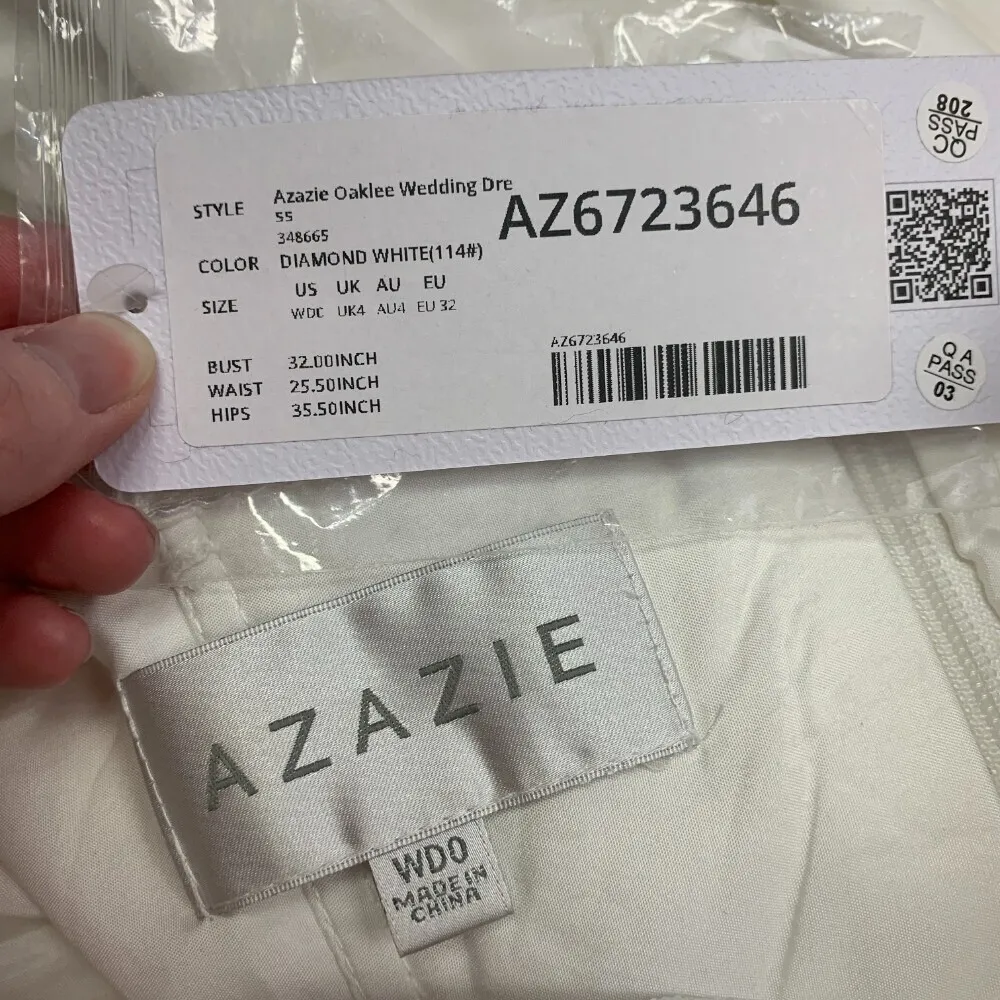 STYLE Azazie Oaklee Wedding Dre
ss
348665
AZ6723646
COLOR DIAMOND WHITE(114#)
SIZE US UK AU EU
WDC UK4 AU4 EU 32
BUST 32.00INCH
WAIST 25.50INCH
HIPS 35.50INCH
AZ6723646
QC
PASS
208
QA
PASS
03
AZAZIE
WD0
MADE IN
CHINA